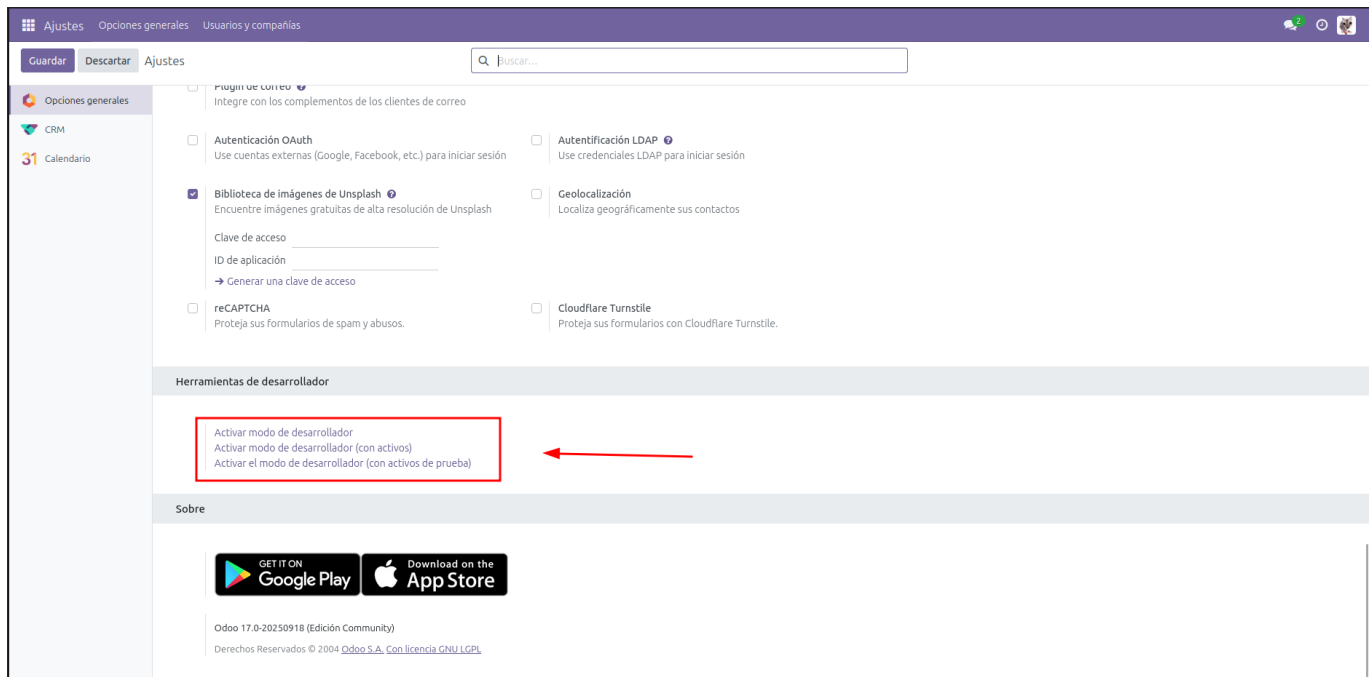 Ajustes Opciones generales Usuarios y compañías 2
Guardar Descartar Ajustes Buscar...
Opciones generales
CRM
31 Calendario
Plugin de correo
Integre con los complementos de los clientes de correo
Autenticación OAuth
Use cuentas externas (Google, Facebook, etc.) para iniciar sesión
Autentificación LDAP
Use credenciales LDAP para iniciar sesión
Biblioteca de imágenes de Unsplash
Encuentre imágenes gratuitas de alta resolución de Unsplash
Geolocalización
Localiza geográficamente sus contactos
Clave de acceso
ID de aplicación
Generar una clave de acceso
reCAPTCHA
Proteja sus formularios de spam y abusos.
Cloudflare Turnstile
Proteja sus formularios con Cloudflare Turnstile.
Herramientas de desarrollador
Activar modo de desarrollador
Activar modo de desarrollador (con activos)
Activar el modo de desarrollador (con activos de prueba)
Sobre
GET IT ON
Google Play
Download on the
App Store
Odoo 17.0-20250918 (Edición Community)
Derechos Reservados © 2004 Odoo S.A. Con licencia GNU LGPL